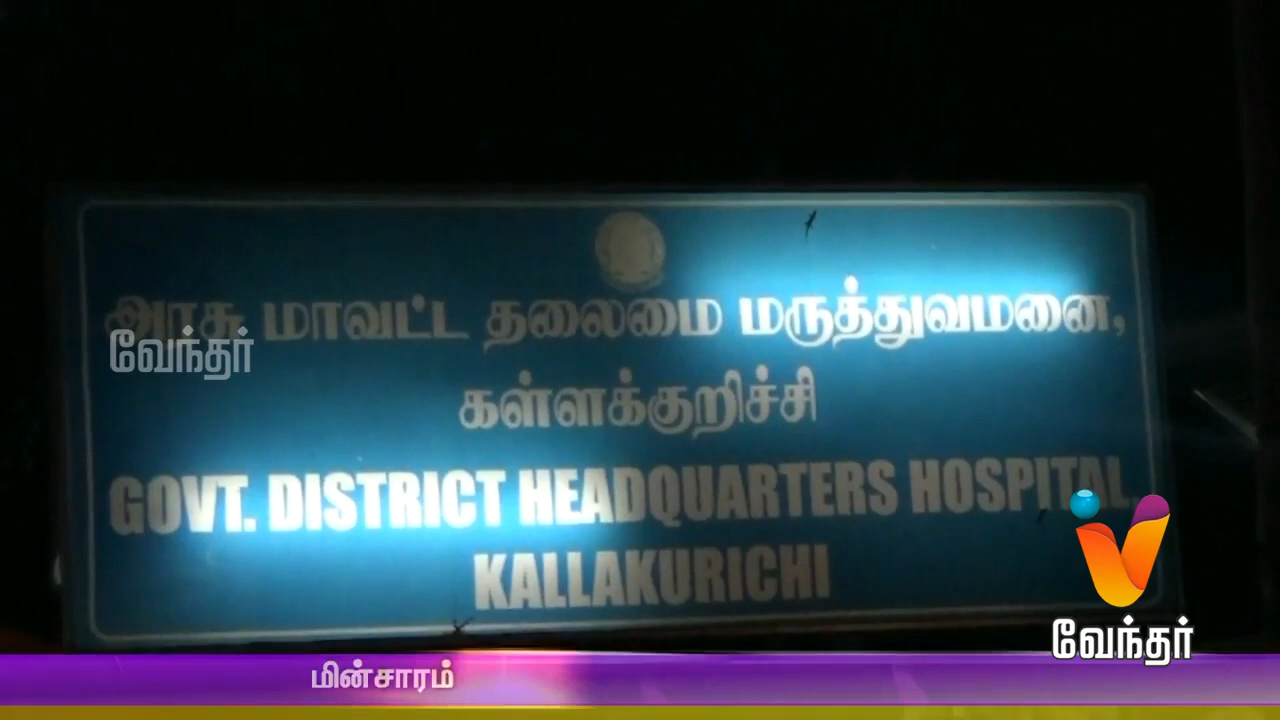 அரசு மாவட்ட தலைமை மருத்துவமனை,
வேந்தர்
கள்ளக்குறிச்சி
GOVT. DISTRICT HEADQUARTERS HOSPITAL
KALLAKURICHI
வேந்தர்
மின்சாரம்